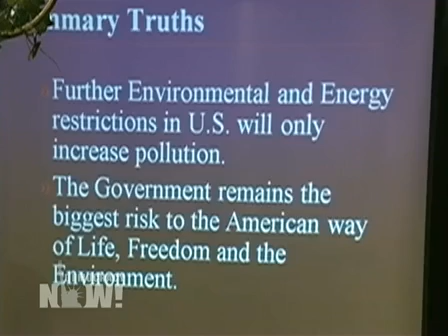 nmary Truths
Further Environmental and Energy
restrictions in U.S. will only
increase pollution.
The Government remains the
biggest risk to the American way
of Life, Freedom and the
Environment.
NOW!